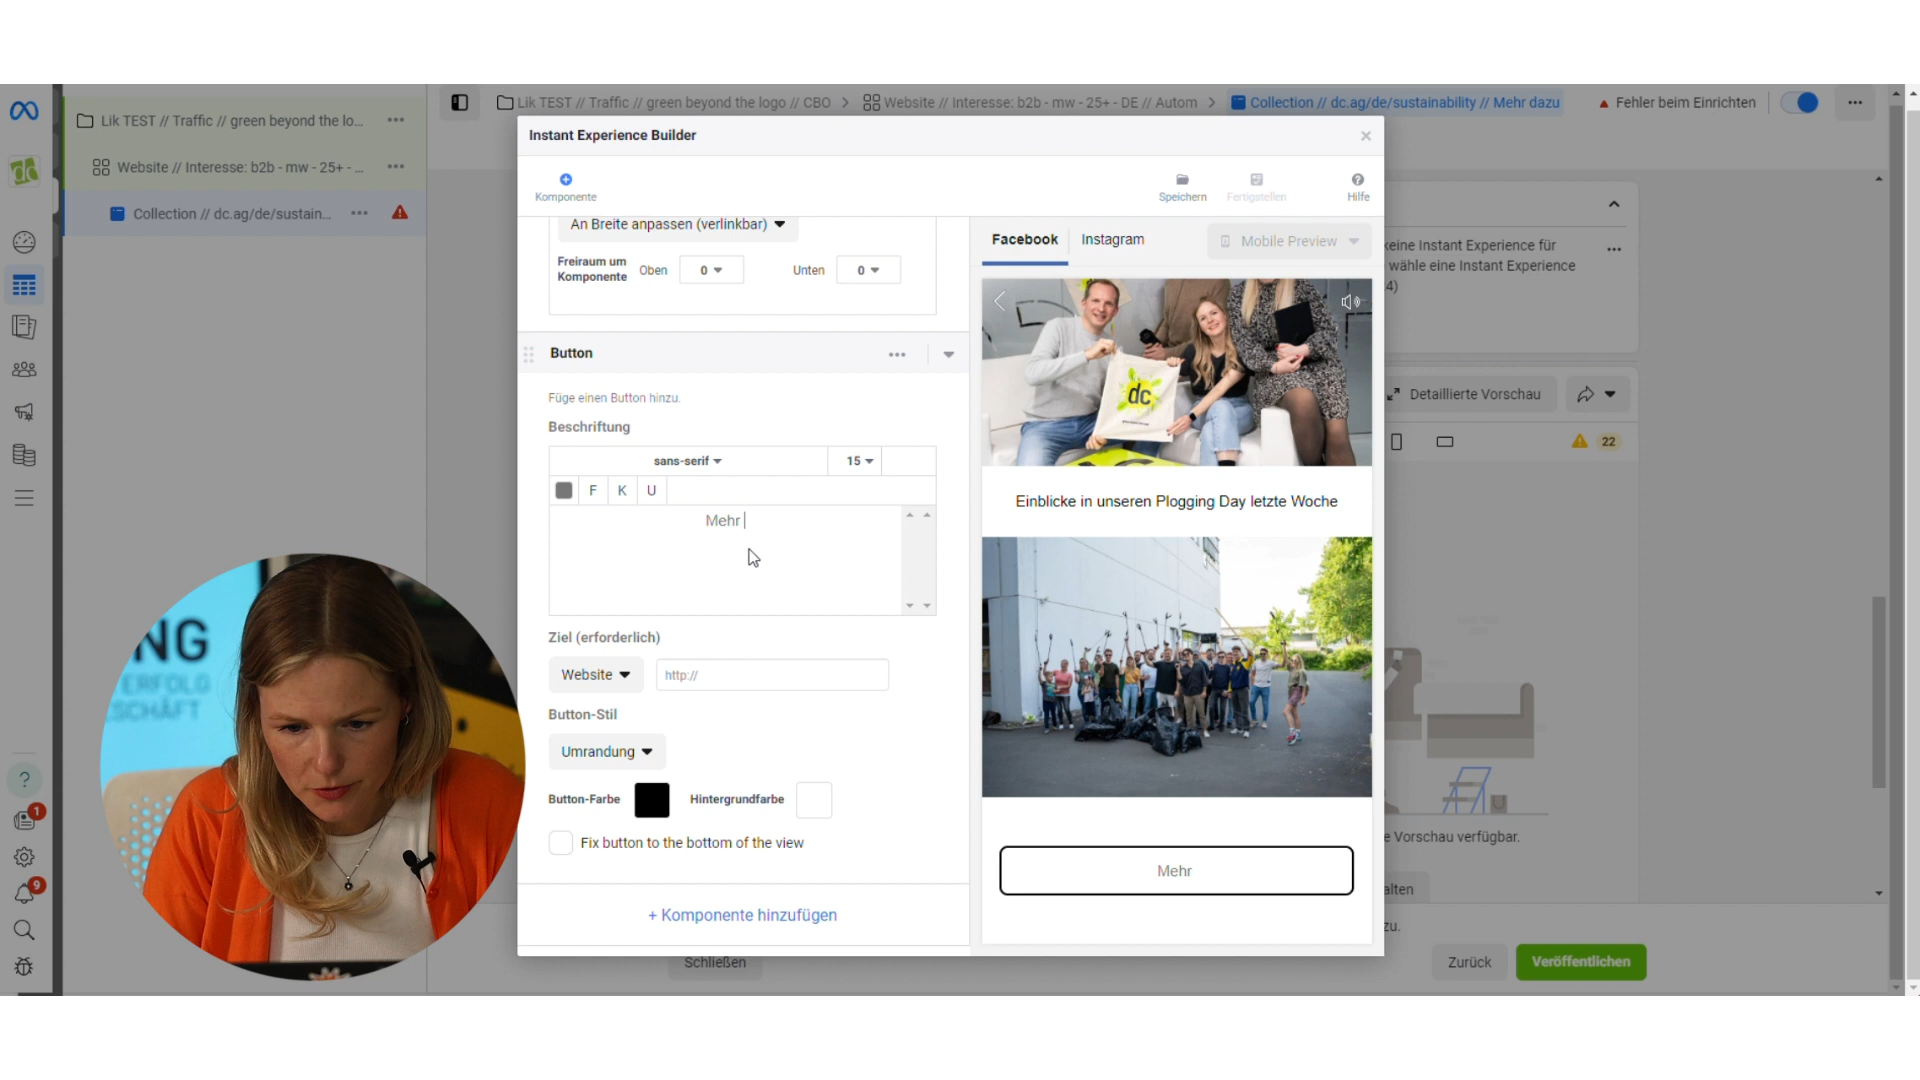 Lik TEST // Traffic // green beyond the lo...
Website // Interesse: b2b - mw - 25+ - ...
Collection // dc.ag/de/sustain...
Lik TEST // Traffic // green beyond the logo // CBO
Website // Interesse: b2b - mw - 25+ - DE // Autom
Collection // dc.ag/de/sustainability // Mehr dazu
Fehler beim Einrichten
Instant Experience Builder
Komponente
Speichern
Fertigstellen
Hilfe
An Breite anpassen (verlinkbar)
Freiraum um
Komponente
Oben
0
Unten
0
Button
Füge einen Button hinzu.
Beschriftung
sans-serif
15
F
K
U
Mehr
Ziel (erforderlich)
Website
http://
Button-Stil
Umrandung
Button-Farbe
Hintergrundfarbe
Fix button to the bottom of the view
+ Komponente hinzufügen
Facebook
Instagram
Mobile Preview
dc
Einblicke in unseren Plogging Day letzte Woche
Mehr
keine Instant Experience für
wähle eine Instant Experience
4)
Detaillierte Vorschau
22
e Vorschau verfügbar.
alten
zu.
Schließen
Zurück
Veröffentlichen
dc
?
1
9
NG
ERFOLG
SCHÄFT